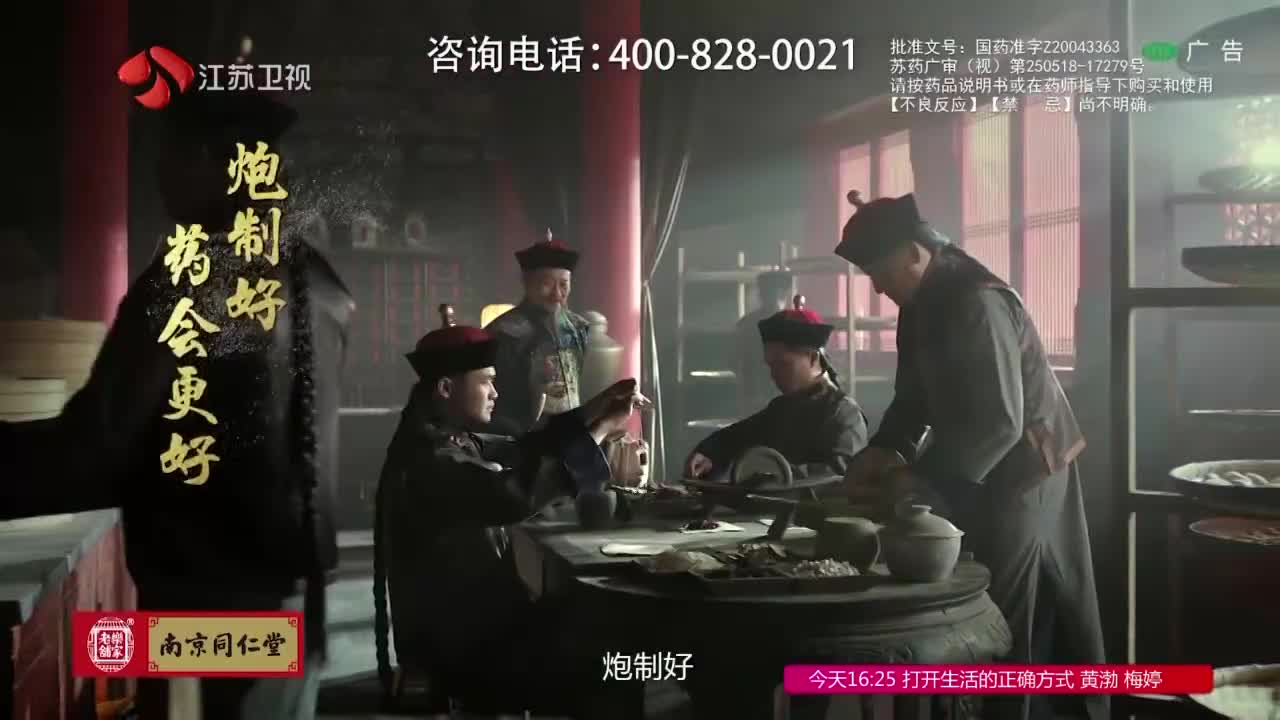 江苏卫视
咨询电话:400-828-0021
批准文号:国药准字Z20043363
苏药广审(视)第250518-17279号
请按药品说明书或在药师指导下购买和使用
【不良反应】【禁 忌】尚不明确。
OTC
广告
炮制好
药会更好
老舖
樂家
南京同仁堂
炮制好
今天16:25 打开生活的正确方式 黄渤 梅婷